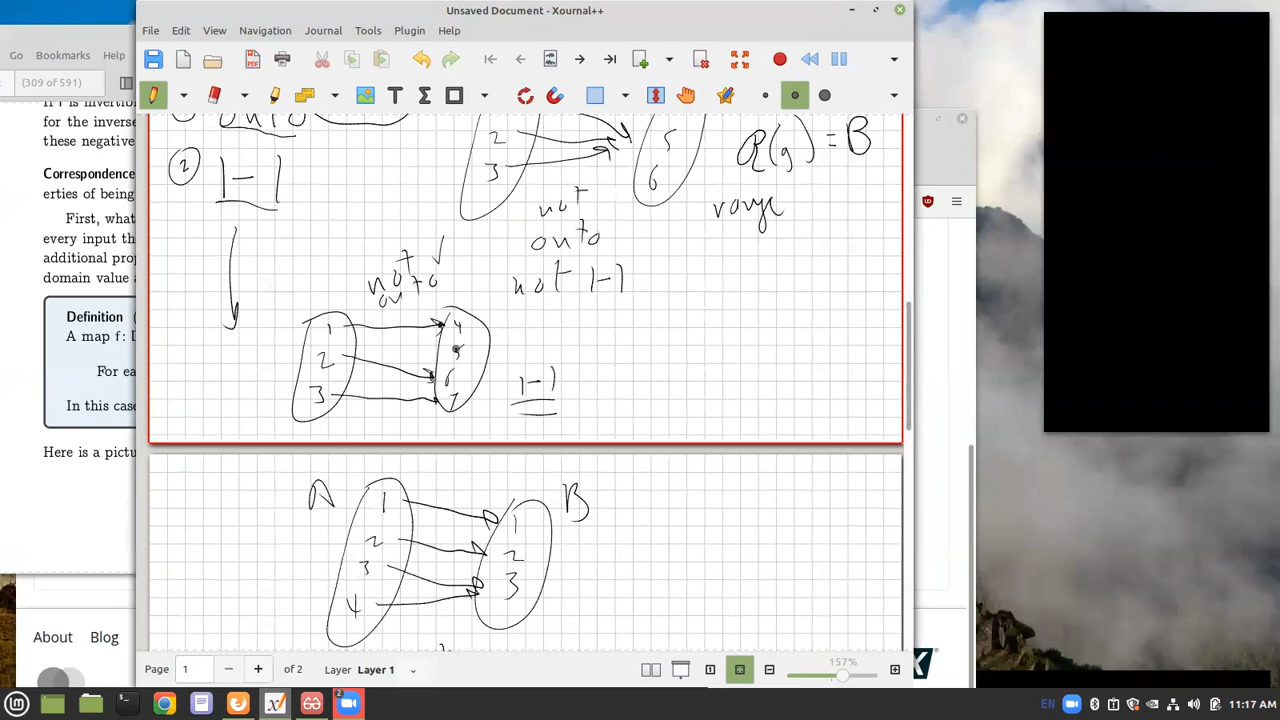 Unsaved Document - Xournal++
File Edit View Navigation Journal Tools Plugin Help
Go Bookmarks Help
(309 of 591)
If f is invertibl
for the inverse
these negative
Correspondence
erties of being
First, what
every input th
additional prop
domain value a
Definition
A map f:
For ea
In this case
Here is a pictu
onto
2 1-1
2
3
5
6
R(g) = B
range
not
onto
not 1-1
not
onto
1
2
3
4
5
6
7
1-1
A
1
2
3
4
1
2
3
B
About Blog
Page 1 of 2 Layer Layer 1
157%
EN
2
11:17 AM